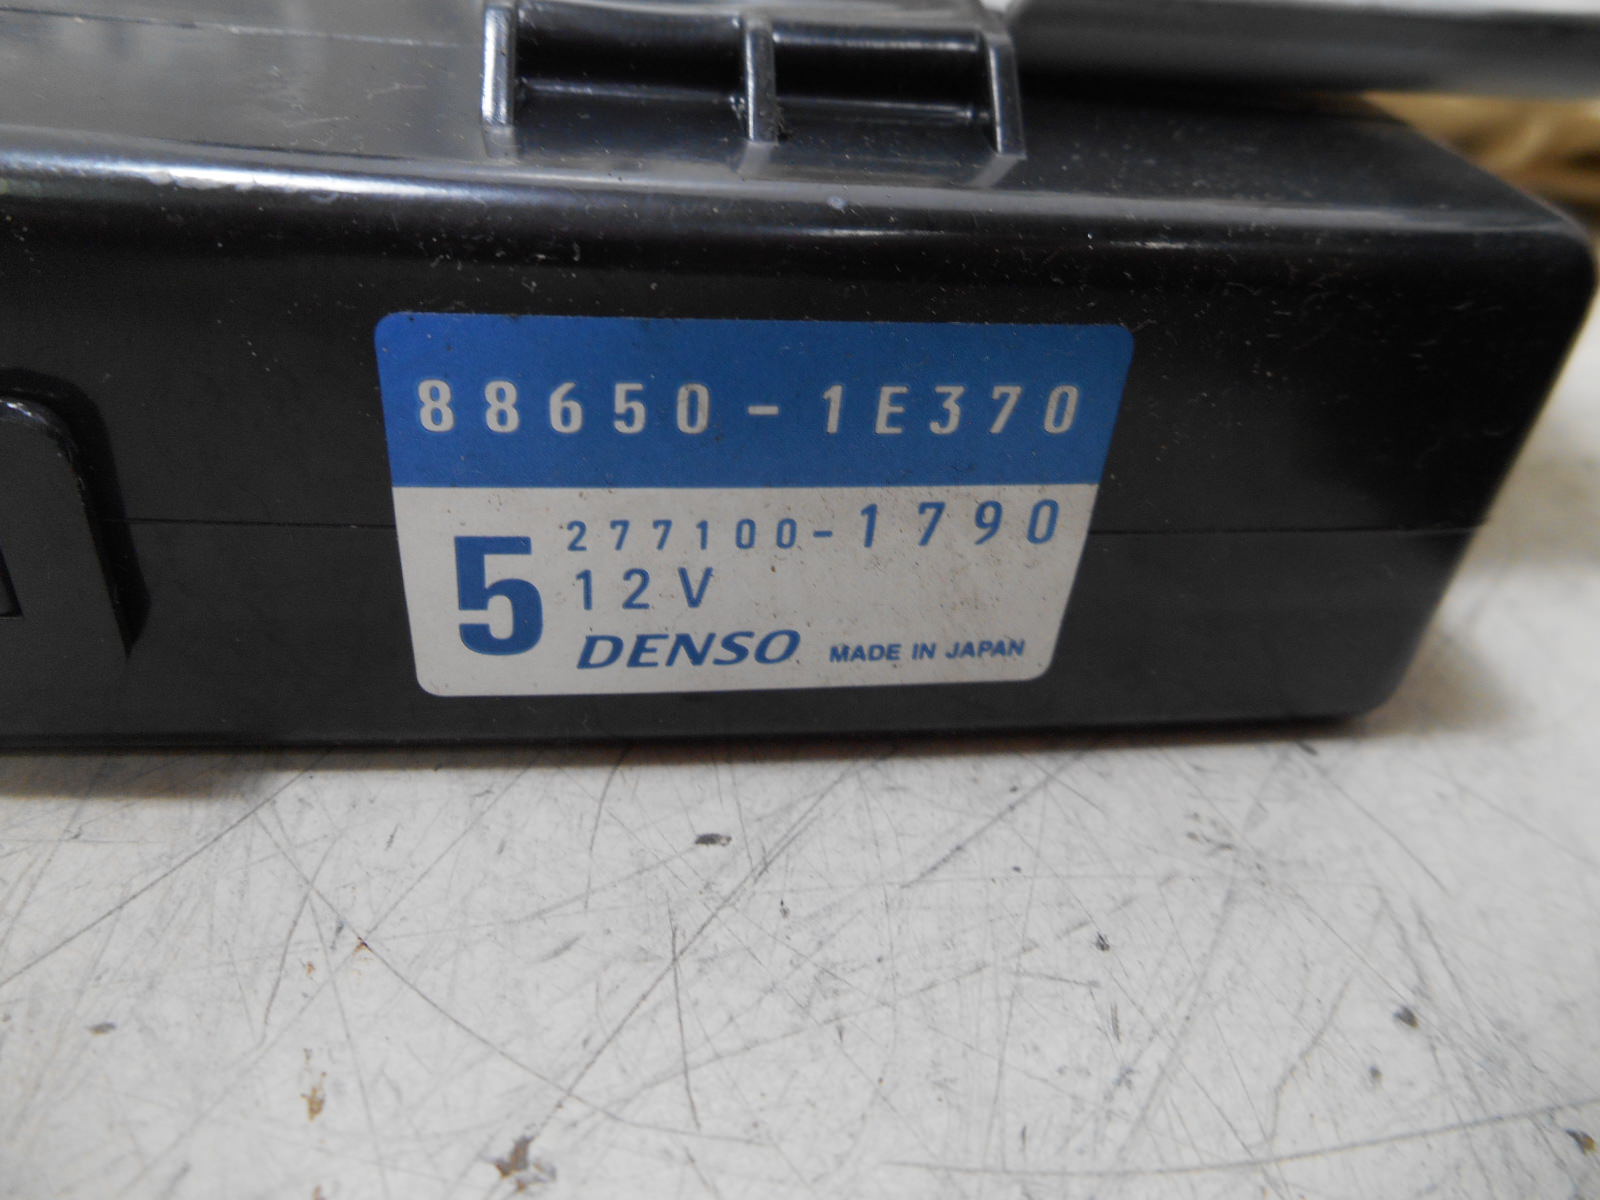 88650-1E370
5 277100-1790
12V
DENSO MADE IN JAPAN